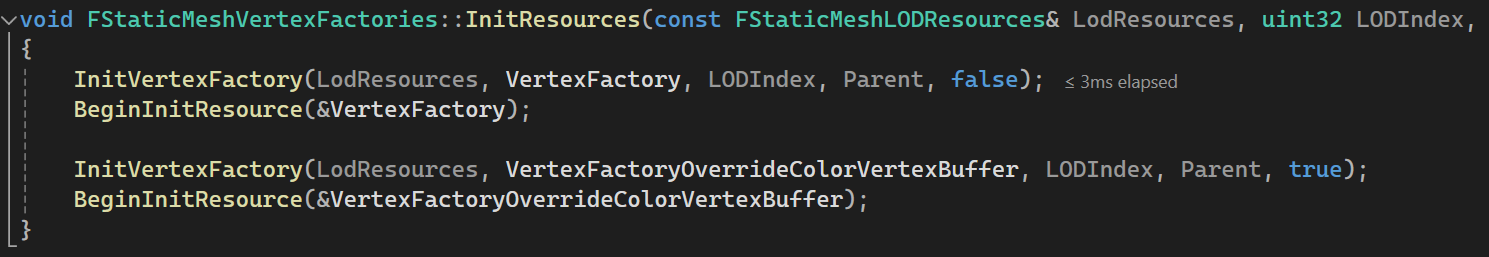 void FStaticMeshVertexFactories::InitResources(const FStaticMeshLODResources& LodResources, uint32 LODIndex,
{
InitVertexFactory(LodResources, VertexFactory, LODIndex, Parent, false); ≤ 3ms elapsed
BeginInitResource(&VertexFactory);
InitVertexFactory(LodResources, VertexFactoryOverrideColorVertexBuffer, LODIndex, Parent, true);
BeginInitResource(&VertexFactoryOverrideColorVertexBuffer);
}